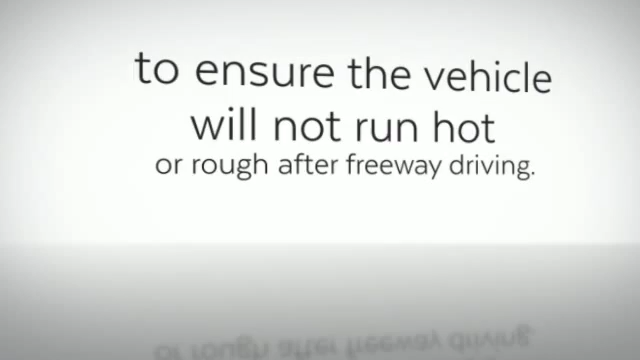 to ensure the vehicle
will not run hot
or rough after freeway driving.